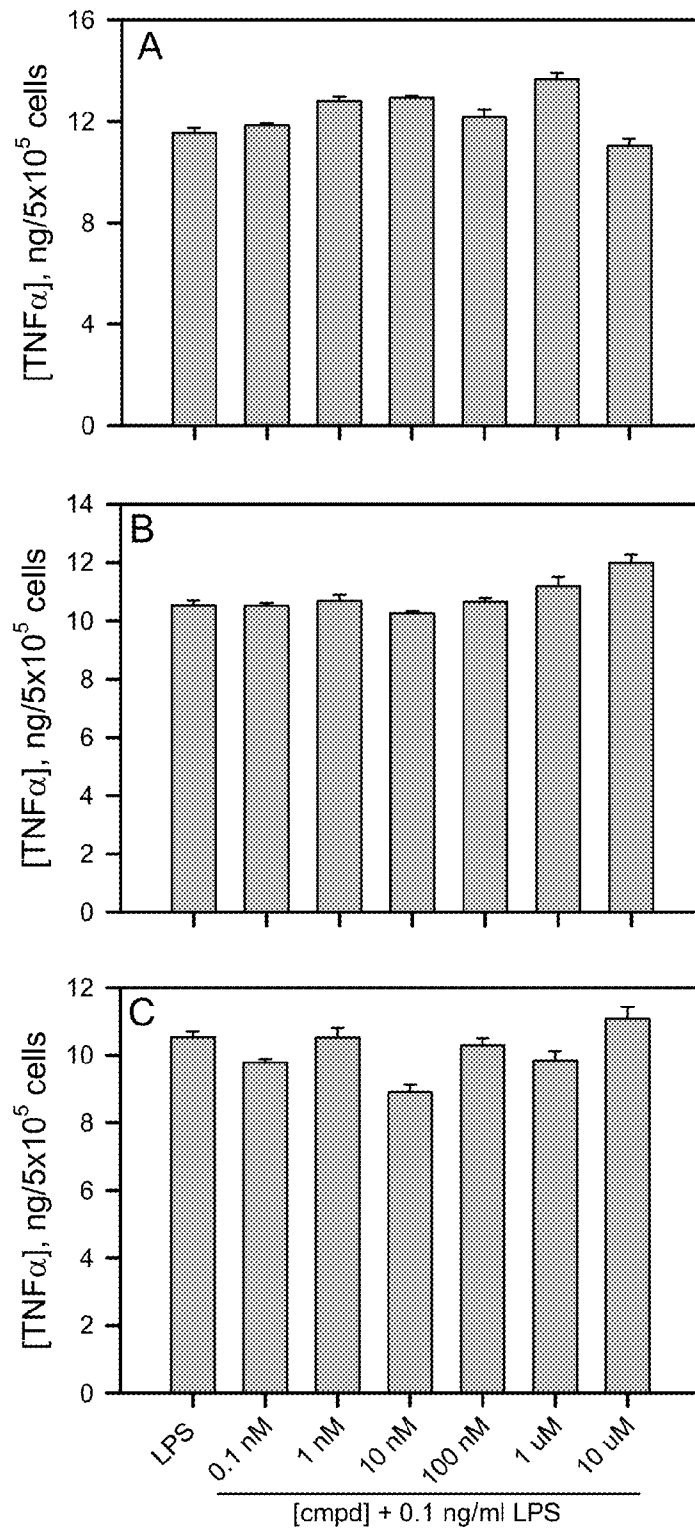 A
[TNFα], ng/5x10⁵ cells
16
12
8
4
0
B
[TNFα], ng/5x10⁵ cells
14
12
10
8
6
4
2
0
C
[TNFα], ng/5x10⁵ cells
12
10
8
6
4
2
0
LPS
0.1 nM
1 nM
10 nM
100 nM
1 uM
10 uM
[cmpd] + 0.1 ng/ml LPS